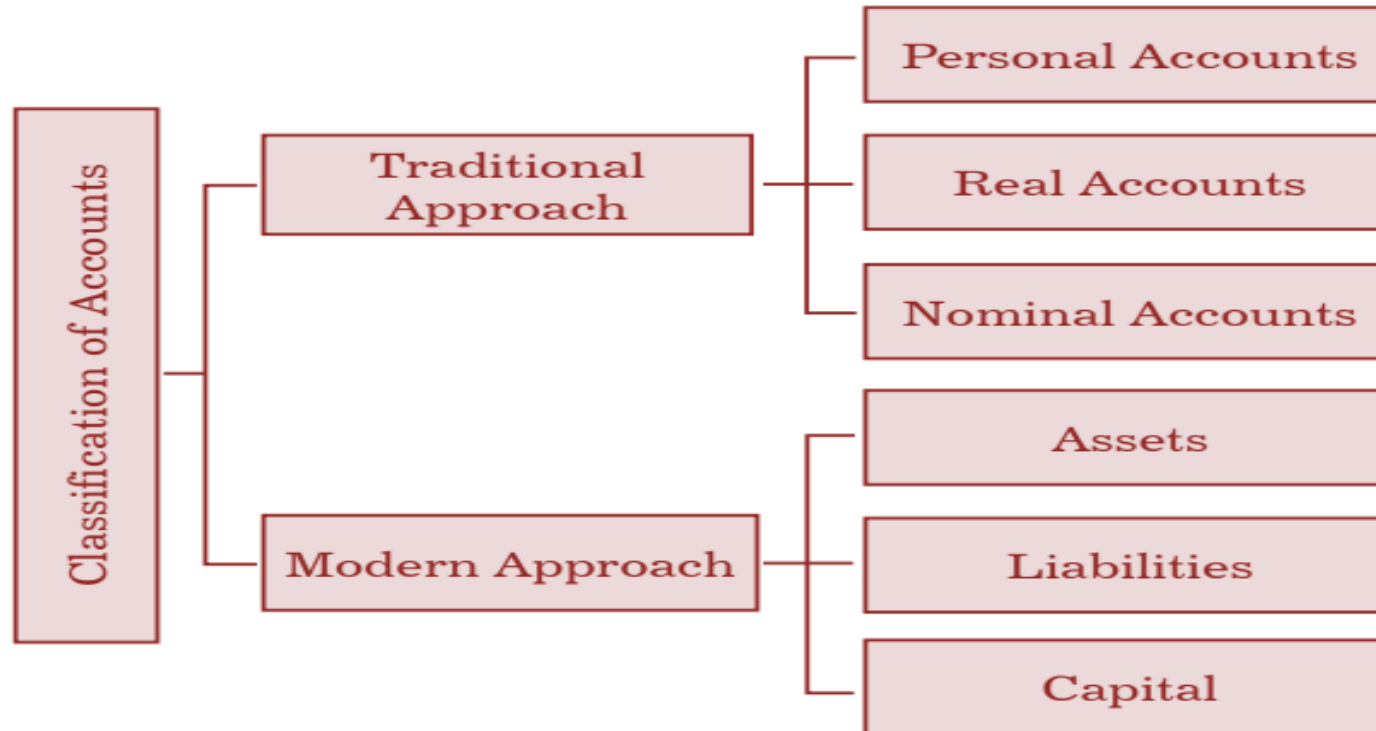 Classification of Accounts
Traditional
Approach
Personal Accounts
Real Accounts
Nominal Accounts
Modern Approach
Assets
Liabilities
Capital